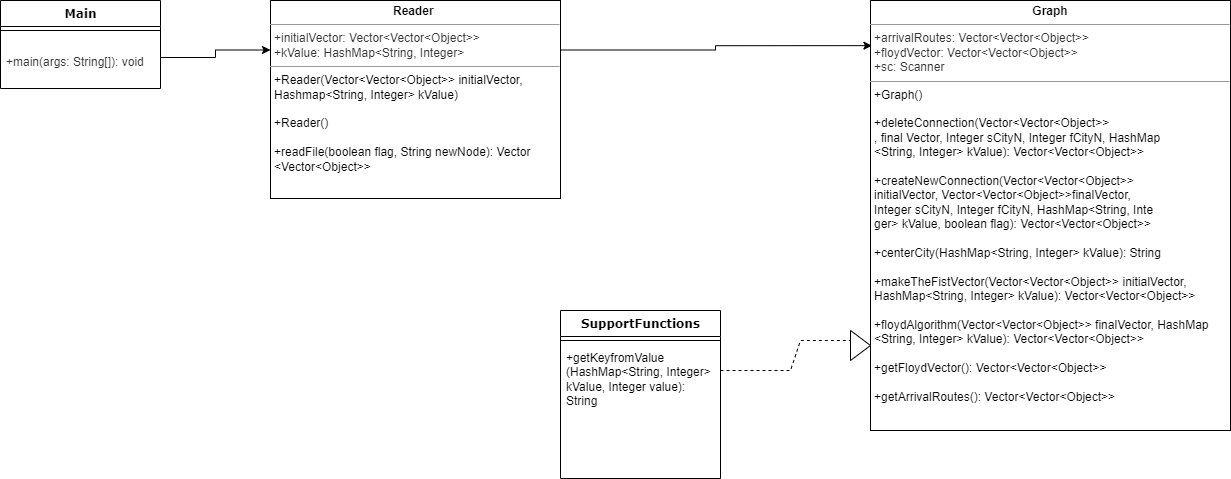 Main
+main(args: String[]): void
Reader
+initialVector: Vector<Vector<Object>>
+kValue: HashMap<String, Integer>
+Reader(Vector<Vector<Object>> initialVector,
Hashmap<String, Integer> kValue)
+Reader()
+readFile(boolean flag, String newNode): Vector
<Vector<Object>>
Graph
+arrivalRoutes: Vector<Vector<Object>>
+floydVector: Vector<Vector<Object>>
+sc: Scanner
+Graph()
+deleteConnection(Vector<Vector<Object>>
, final Vector, Integer sCityN, Integer fCityN, HashMap
<String, Integer> kValue): Vector<Vector<Object>>
+createNewConnection(Vector<Vector<Object>>
initialVector, Vector<Vector<Object>>finalVector,
Integer sCityN, Integer fCityN, HashMap<String, Inte
ger> kValue, boolean flag): Vector<Vector<Object>>
+centerCity(HashMap<String, Integer> kValue): String
+makeTheFistVector(Vector<Vector<Object>> initialVector,
HashMap<String, Integer> kValue): Vector<Vector<Object>>
+floydAlgorithm(Vector<Vector<Object>> finalVector, HashMap
<String, Integer> kValue): Vector<Vector<Object>>
+getFloydVector(): Vector<Vector<Object>>
+getArrivalRoutes(): Vector<Vector<Object>>
SupportFunctions
+getKeyfromValue
(HashMap<String, Integer>
kValue, Integer value):
String